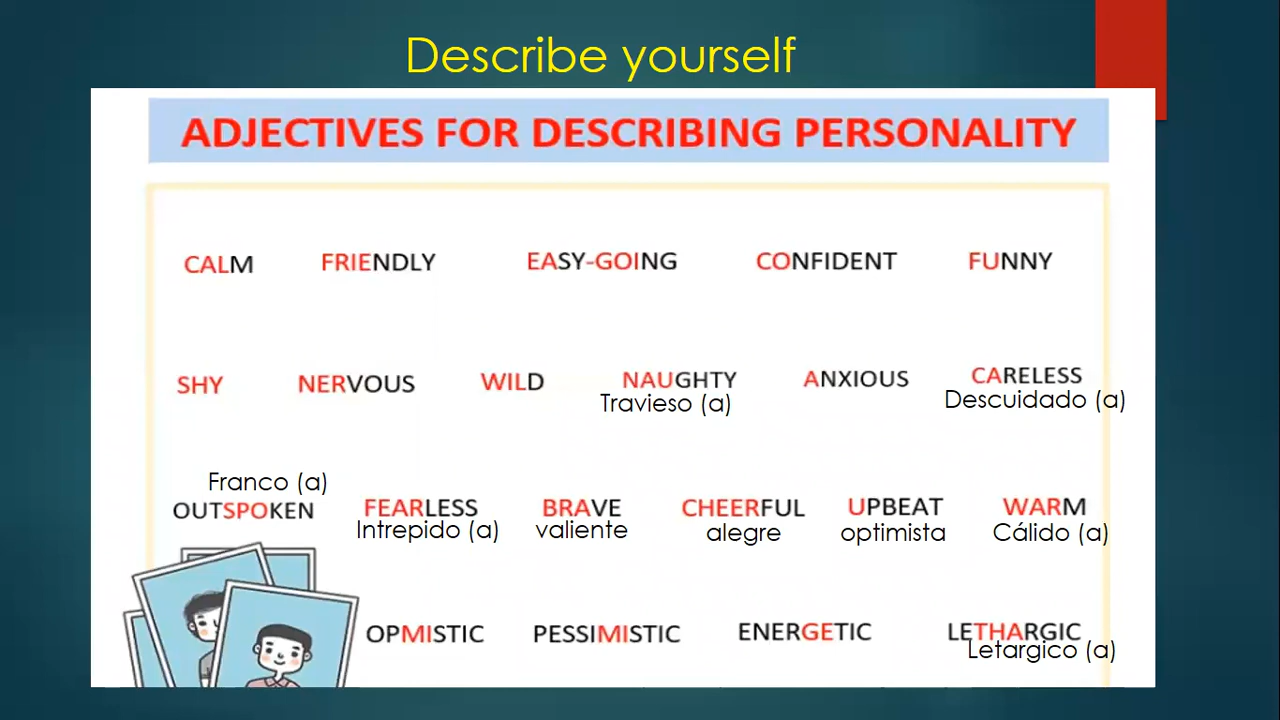 Describe yourself
ADJECTIVES FOR DESCRIBING PERSONALITY
CALM FRIENDLY EASY-GOING CONFIDENT FUNNY
SHY NERVOUS WILD NAUGHTY ANXIOUS CARELESS
Travieso (a) Descuidado (a)
Franco (a)
OUTSPOKEN FEARLESS BRAVE CHEERFUL UPBEAT WARM
Intrepido (a) valiente alegre optimista Cálido (a)
OPMISTIC PESSIMISTIC ENERGETIC LETHARGIC
Letargico (a)